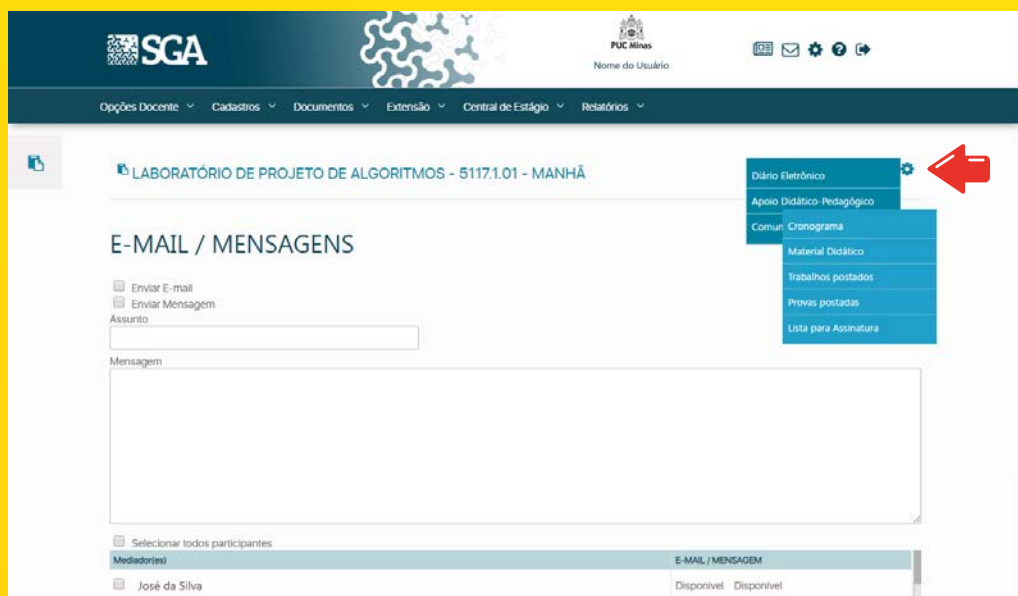 SGA
PUC Minas
Nome do Usuário
Opções Docente Cadastros Documentos Extensão Central de Estágio Relatórios
LABORATÓRIO DE PROJETO DE ALGORITMOS - 5117.1.01 - MANHÃ
Diário Eletrônico
Apoio Didático-Pedagógico
Comun
Cronograma
Material Didático
Trabalhos postados
Provas postadas
Lista para Assinatura
E-MAIL / MENSAGENS
Enviar E-mail
Enviar Mensagem
Assunto
Mensagem
Selecionar todos participantes
Mediador(es) E-MAIL / MENSAGEM
José da Silva Disponível Disponível